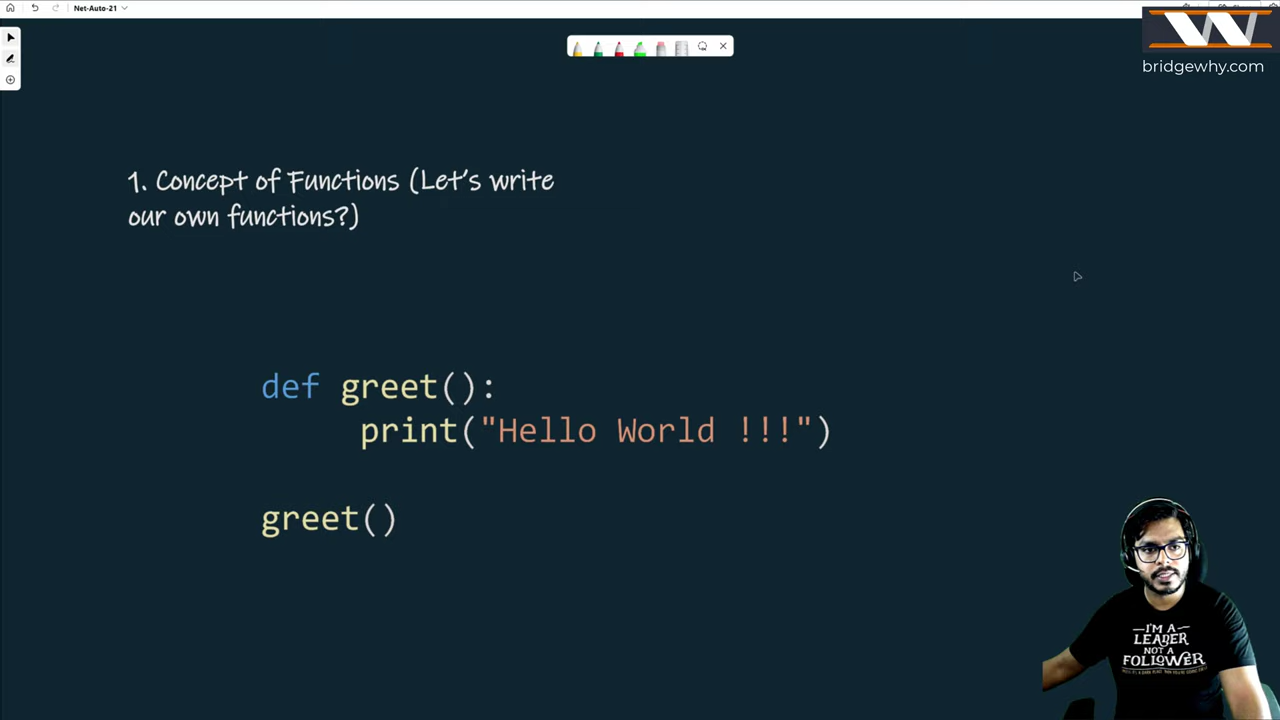 Net-Auto-21
bridgewhy.com
1. Concept of Functions (Let's write
our own functions?)
def greet():
print("Hello World !!!")
greet()
I'M A
LEADER
NOT A
FOLLOWER